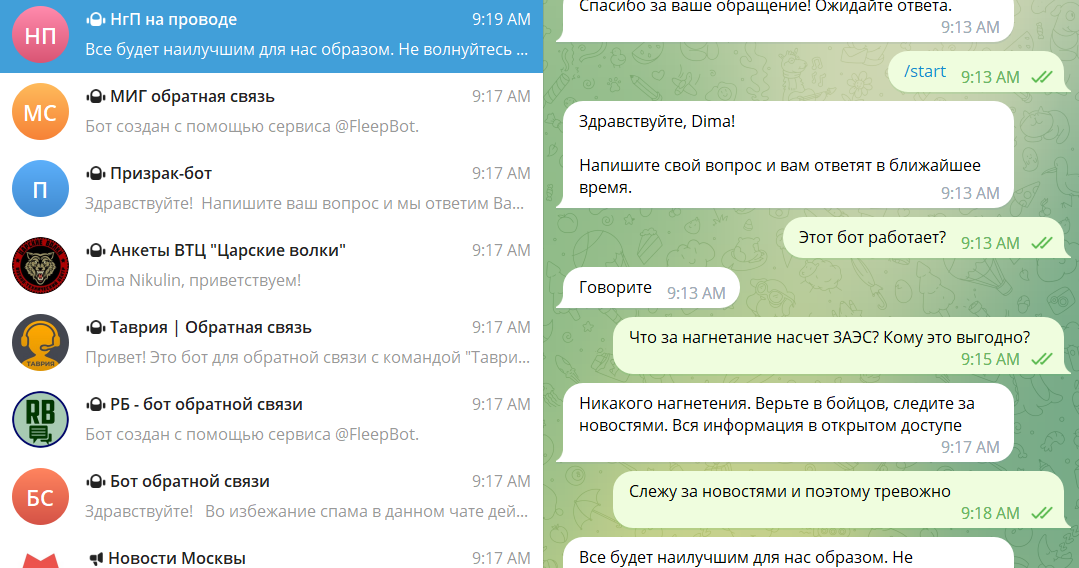 НП
НгП на проводе
9:19 AM
Все будет наилучшим для нас образом. Не волнуйтесь ...
МС
МИГ обратная связь
9:17 AM
Бот создан с помощью сервиса @FleepBot.
П
Призрак-бот
9:17 AM
Здравствуйте! Напишите ваш вопрос и мы ответим Ва...
Анкеты ВТЦ "Царские волки"
9:17 AM
Dima Nikulin, приветствуем!
ТАВРИЯ
Таврия | Обратная связь
9:17 AM
Привет! Это бот для обратной связи с командой "Таври...
RB
РБ - бот обратной связи
9:17 AM
Бот создан с помощью сервиса @FleepBot.
БС
Бот обратной связи
9:17 AM
Здравствуйте! Во избежание спама в данном чате дей...
Новости Москвы
9:17 AM
Спасибо за ваше обращение! Ожидайте ответа.
9:13 AM
/start 9:13 AM
Здравствуйте, Dima!
Напишите свой вопрос и вам ответят в ближайшее
время.
9:13 AM
Этот бот работает? 9:13 AM
Говорите 9:13 AM
Что за нагнетание насчет ЗАЭС? Кому это выгодно?
9:15 AM
Никакого нагнетения. Верьте в бойцов, следите за
новостями. Вся информация в открытом доступе
9:17 AM
Слежу за новостями и поэтому тревожно
9:18 AM
Все будет наилучшим для нас образом. Не